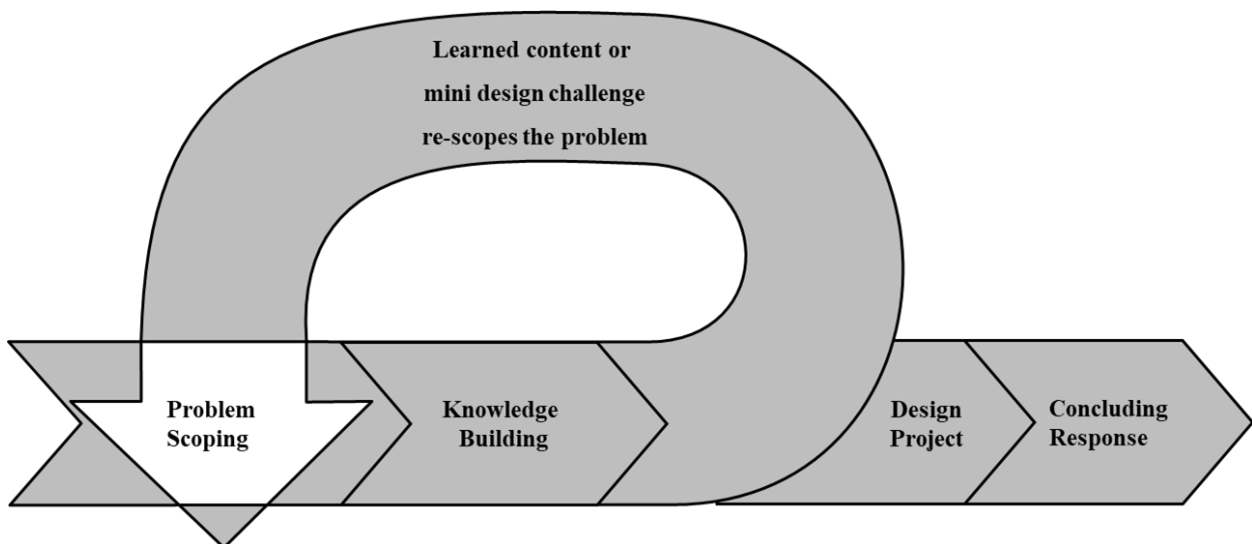 Learned content or
mini design challenge
re-scopes the problem
Problem
Scoping
Knowledge
Building
Design
Project
Concluding
Response